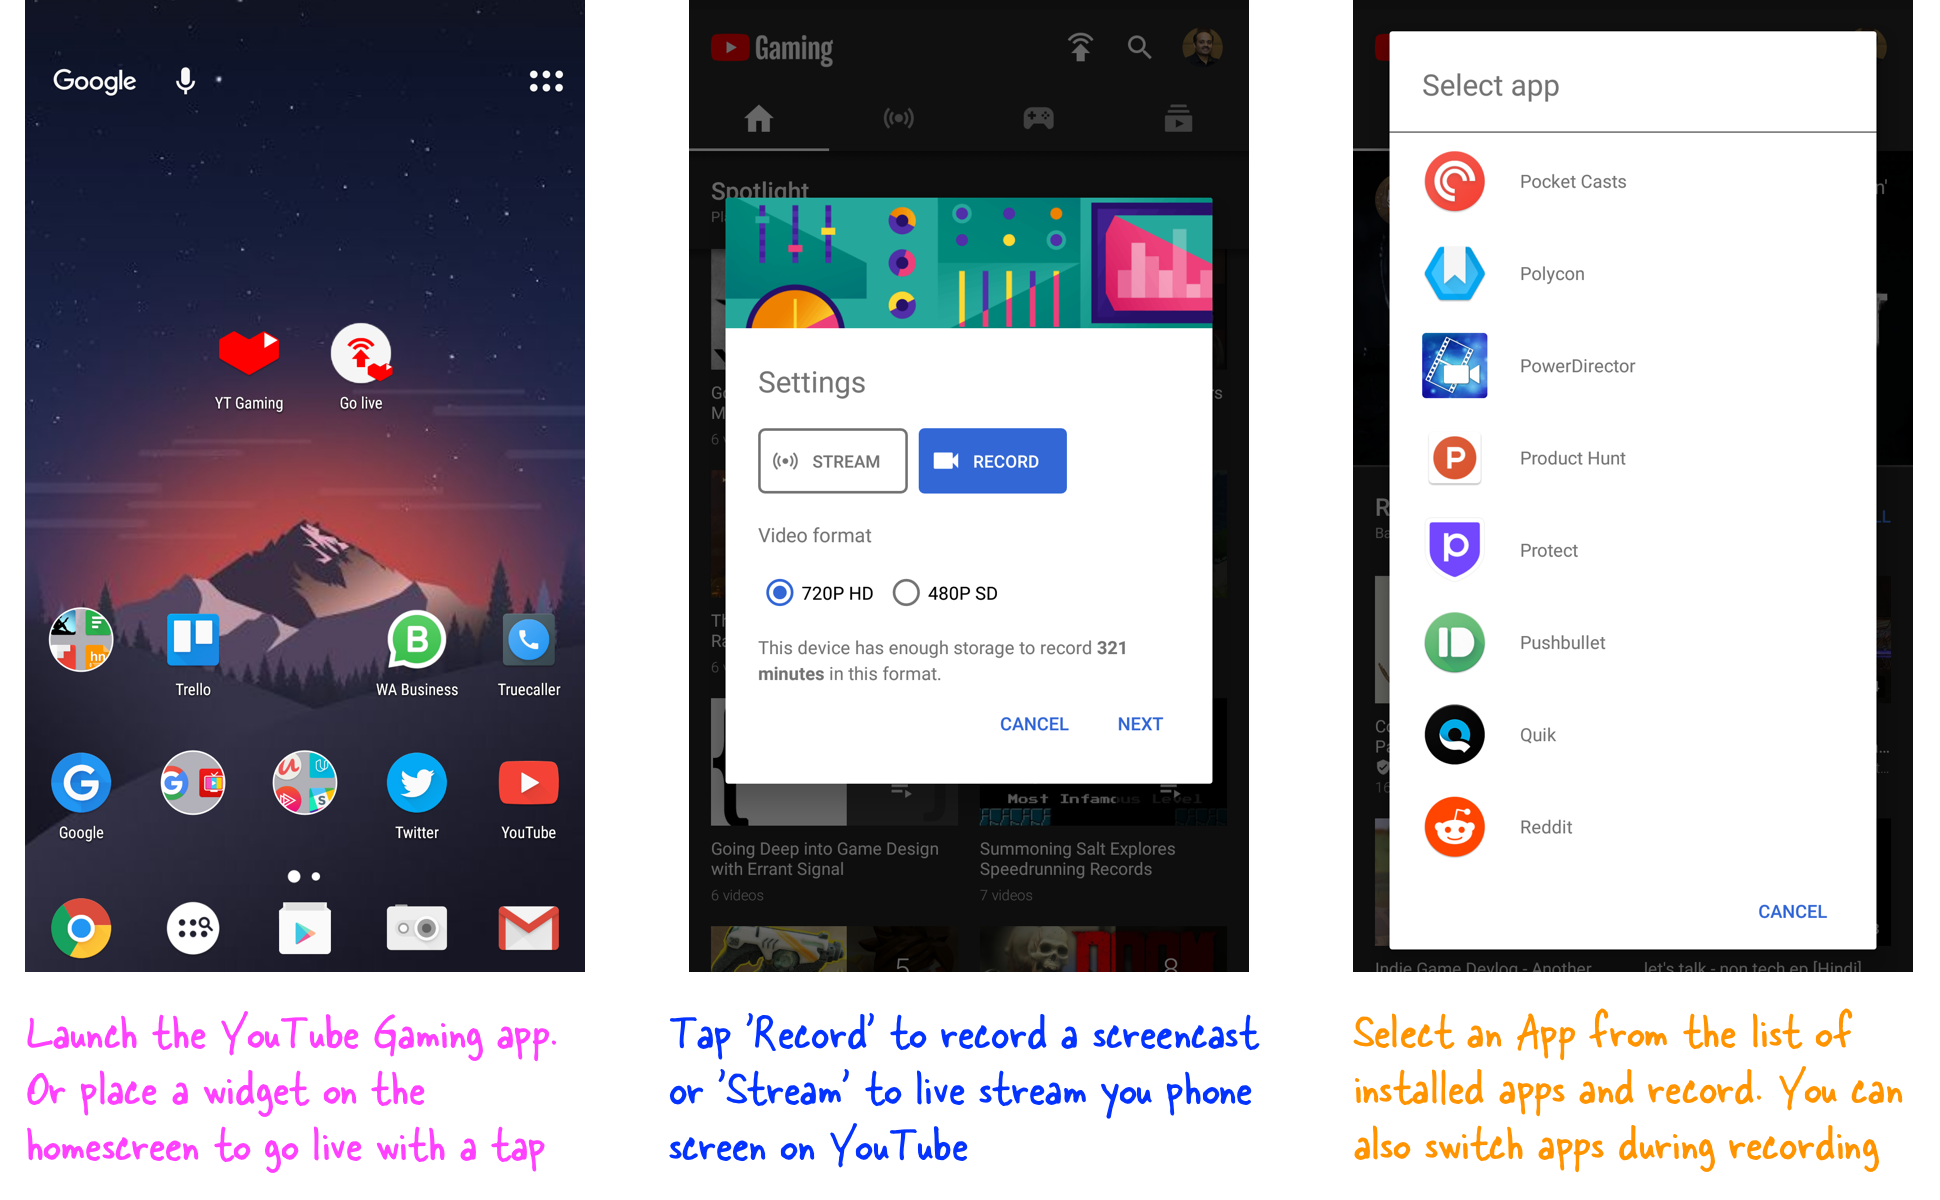 Google
YT Gaming
Go live
Trello
WA Business
Truecaller
hn
Google
Twitter
YouTube
Launch the YouTube Gaming app.
Or place a widget on the
homescreen to go live with a tap
Gaming
Spotlight
Settings
STREAM
RECORD
Video format
720P HD
480P SD
This device has enough storage to record 321
minutes in this format.
CANCEL
NEXT
Most Infamous Level
Going Deep into Game Design
with Errant Signal
6 videos
Summoning Salt Explores
Speedrunning Records
7 videos
5
8
Tap 'Record' to record a screencast
or 'Stream' to live stream you phone
screen on YouTube
Select app
Pocket Casts
Polycon
PowerDirector
Product Hunt
Protect
Pushbullet
Quik
Reddit
CANCEL
Indie Game Devlog - Another
let's talk - non tech ep [Hindi]
Select an App from the list of
installed apps and record. You can
also switch apps during recording